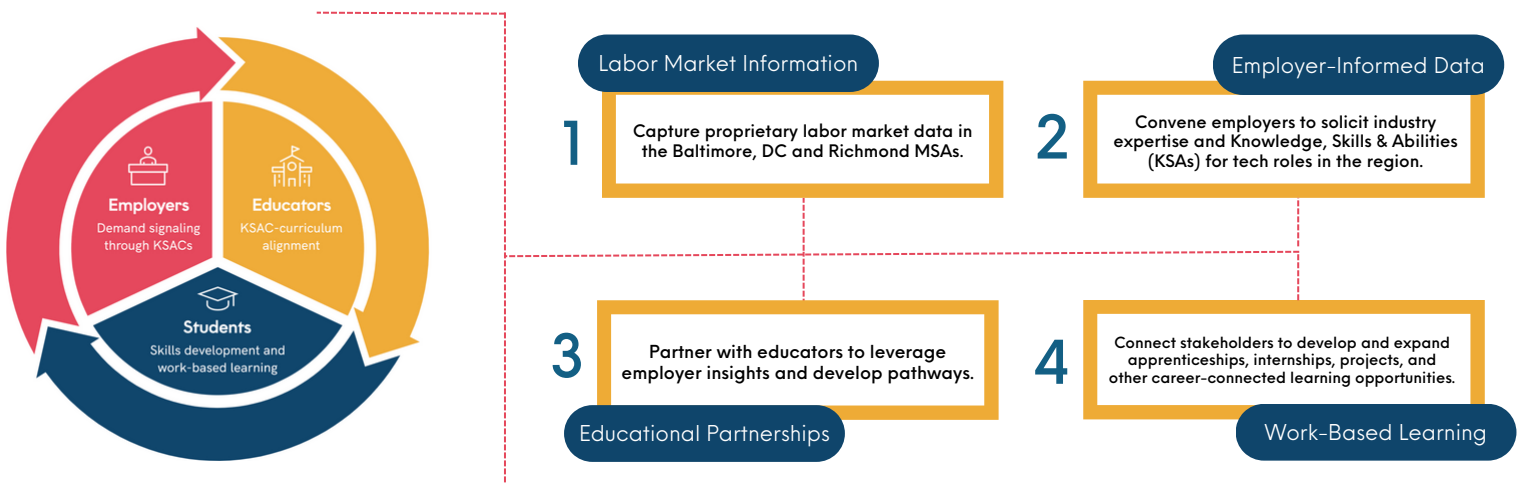 Employers
Demand signaling
through KSACs
Educators
KSAC-curriculum
alignment
Students
Skills development and
work-based learning
Labor Market Information
1
Capture proprietary labor market data in
the Baltimore, DC and Richmond MSAs.
Employer-Informed Data
2
Convene employers to solicit industry
expertise and Knowledge, Skills & Abilities
(KSAs) for tech roles in the region.
3
Partner with educators to leverage
employer insights and develop pathways.
Educational Partnerships
4
Connect stakeholders to develop and expand
apprenticeships, internships, projects, and
other career-connected learning opportunities.
Work-Based Learning